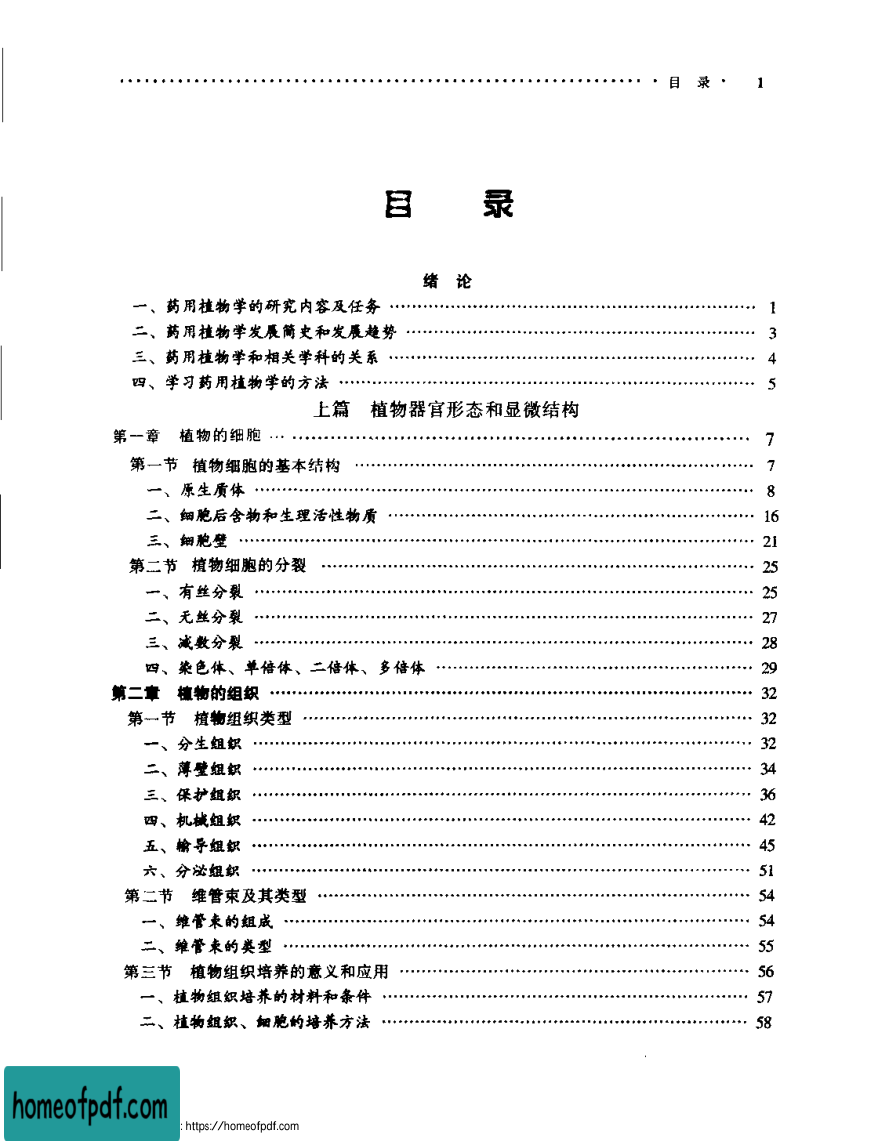 ·目 录· 1
目 录
绪 论
一、药用植物学的研究内容及任务 …… 1
二、药用植物学发展简史和发展趋势 …… 3
三、药用植物学和相关学科的关系 …… 4
四、学习药用植物学的方法 …… 5
上篇 植物器官形态和显微结构
第一章 植物的细胞 …… 7
第一节 植物细胞的基本结构 …… 7
一、原生质体 …… 8
二、细胞后含物和生理活性物质 …… 16
三、细胞壁 …… 21
第二节 植物细胞的分裂 …… 25
一、有丝分裂 …… 25
二、无丝分裂 …… 27
三、减数分裂 …… 28
四、染色体、单倍体、二倍体、多倍体 …… 29
第二章 植物的组织 …… 32
第一节 植物组织类型 …… 32
一、分生组织 …… 32
二、薄壁组织 …… 34
三、保护组织 …… 36
四、机械组织 …… 42
五、输导组织 …… 45
六、分泌组织 …… 51
第二节 维管束及其类型 …… 54
一、维管束的组成 …… 54
二、维管束的类型 …… 55
第三节 植物组织培养的意义和应用 …… 56
一、植物组织培养的材料和条件 …… 57
二、植物组织、细胞的培养方法 …… 58
homeofpdf.com
: https://homeofpdf.com